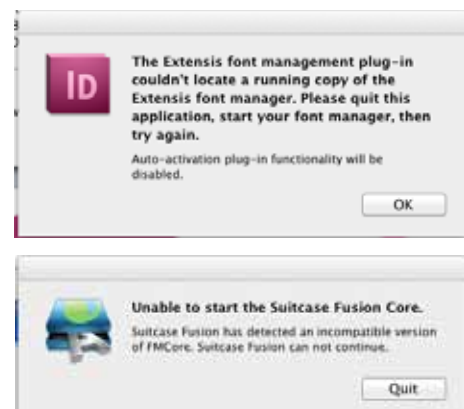 ID
The Extensis font management plug-in
couldn't locate a running copy of the
Extensis font manager. Please quit this
application, start your font manager, then
try again.
Auto-activation plug-in functionality will be
disabled.
OK
Unable to start the Suitcase Fusion Core.
Suitcase Fusion has detected an incompatible version
of FMCore. Suitcase Fusion can not continue.
Quit